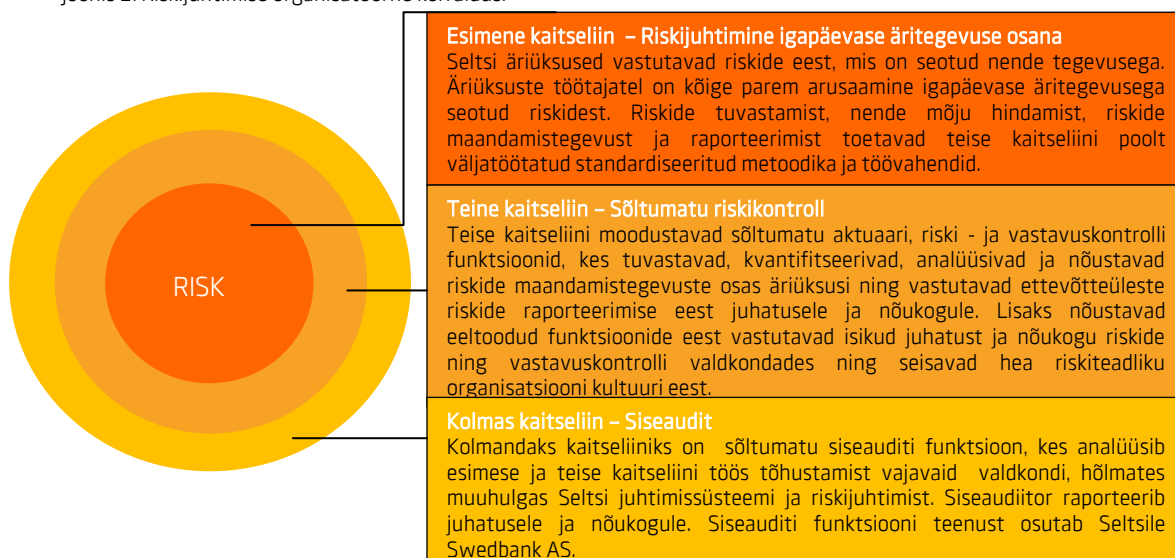 joonis 2. Riskijuhtimise organisatoorne korraldus.
Esimene kaitseliin – Riskijuhtimine igapäevase äritegevuse osana
Seltsi äriüksused vastutavad riskide eest, mis on seotud nende tegevusega.
Äriüksuste töötajatel on kõige parem arusaamine igapäevase äritegevusega
seotud riskidest. Riskide tuvastamist, nende mõju hindamist, riskide
maandamistegevust ja raporteerimist toetavad teise kaitseliini poolt
väljatöötatud standardiseeritud metoodika ja töövahendid.
Teine kaitseliin – Sõltumatu riskikontroll
Teise kaitseliini moodustavad sõltumatu aktuaari, riski - ja vastavuskontrolli
funktsioonid, kes tuvastavad, kvantifitseerivad, analüüsivad ja nõustavad
riskide maandamistegevuste osas äriüksusi ning vastutavad ettevõtteüleste
riskide raporteerimise eest juhatusele ja nõukogule. Lisaks nõustavad
eeltoodud funktsioonide eest vastutavad isikud juhatust ja nõukogu riskide
ning vastavuskontrolli valdkondades ning seisavad hea riskiteadliku
organisatsiooni kultuuri eest.
RISK
Kolmas kaitseliin – Siseaudit
Kolmandaks kaitseliiniks on sõltumatu siseauditi funktsioon, kes analüüsib
esimese ja teise kaitseliini töös tõhustamist vajavaid valdkondi, hõlmates
muuhulgas Seltsi juhtimissüsteemi ja riskijuhtimist. Siseaudiitor raporteerib
juhatusele ja nõukogule. Siseauditi funktsiooni teenust osutab Seltsile
Swedbank AS.